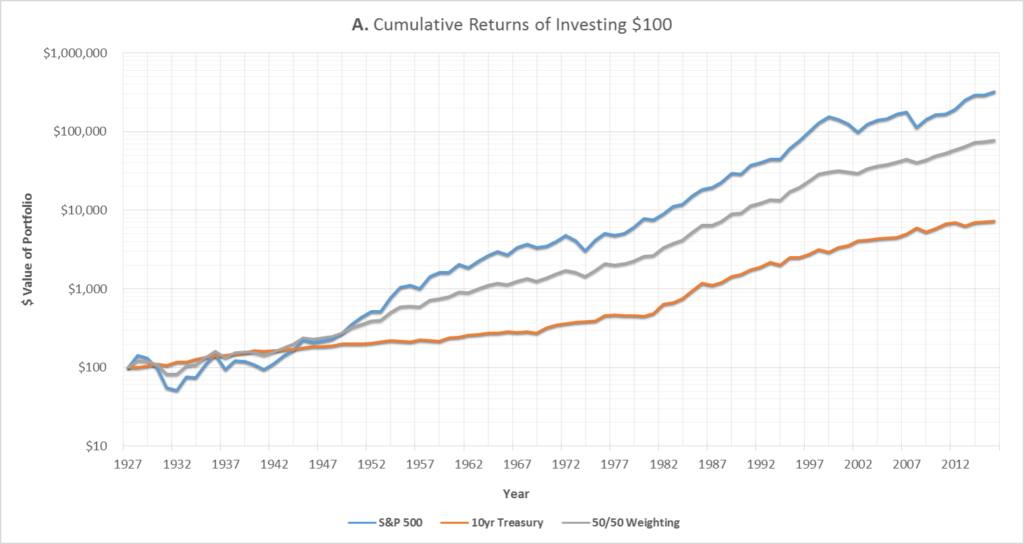 A. Cumulative Returns of Investing $100
$1,000,000
$100,000
$10,000
$1,000
$100
$10
$ Value of Portfolio
1927 1932 1937 1942 1947 1952 1957 1962 1967 1972 1977 1982 1987 1992 1997 2002 2007 2012
Year
S&P 500 10yr Treasury 50/50 Weighting